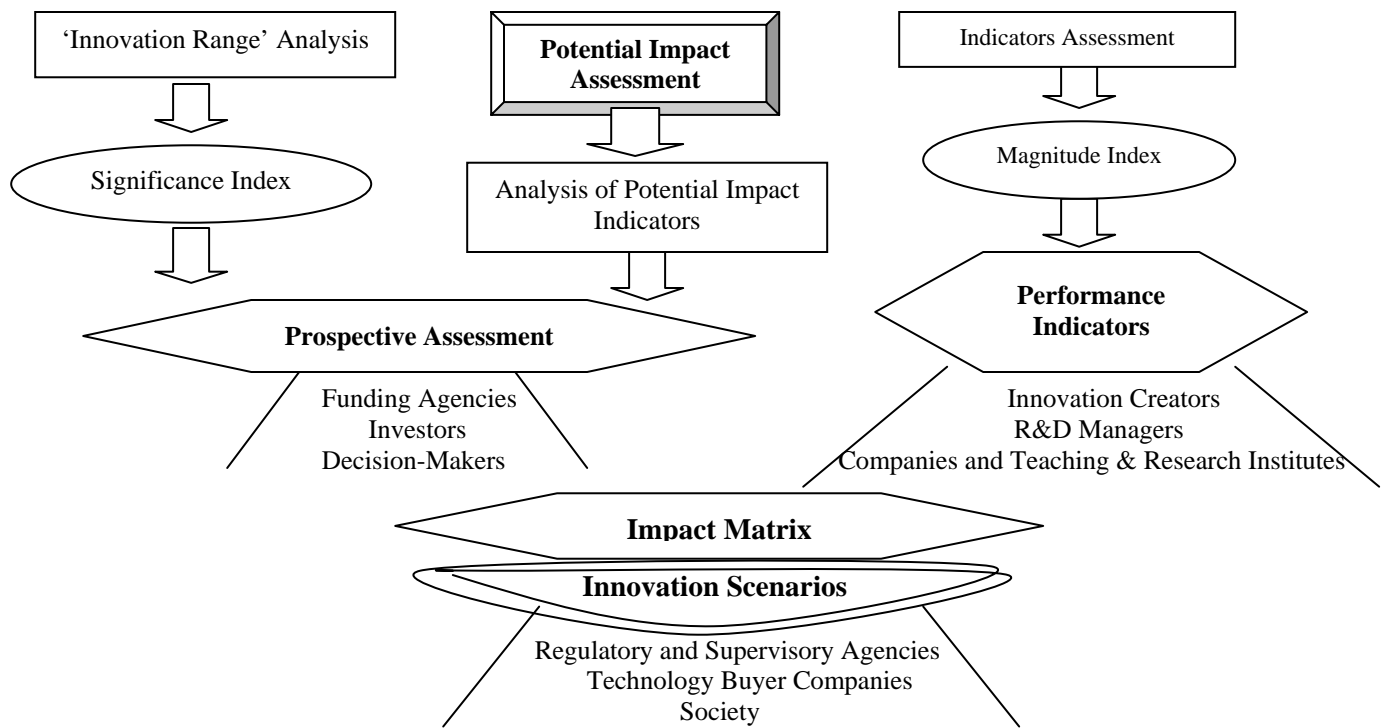 ‘Innovation Range’ Analysis
Potential Impact
Assessment
Indicators Assessment
Significance Index
Analysis of Potential Impact
Indicators
Magnitude Index
Prospective Assessment
Performance
Indicators
Funding Agencies
Investors
Decision-Makers
Innovation Creators
R&D Managers
Companies and Teaching & Research Institutes
Impact Matrix
Innovation Scenarios
Regulatory and Supervisory Agencies
Technology Buyer Companies
Society